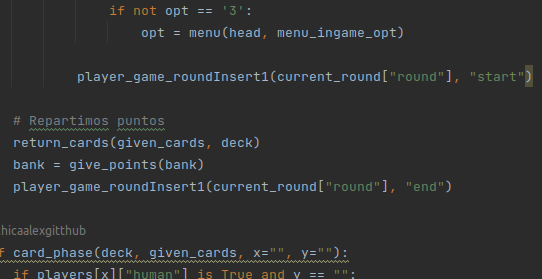 if not opt == '3':
opt = menu(head, menu_ingame_opt)
player_game_roundInsert1(current_round["round"], "start")
# Repartimos puntos
return_cards(given_cards, deck)
bank = give_points(bank)
player_game_roundInsert1(current_round["round"], "end")
hicaalexgitthub
f card_phase(deck, given_cards, x="", y=""):
if players[x]["human"] is True and y == "":